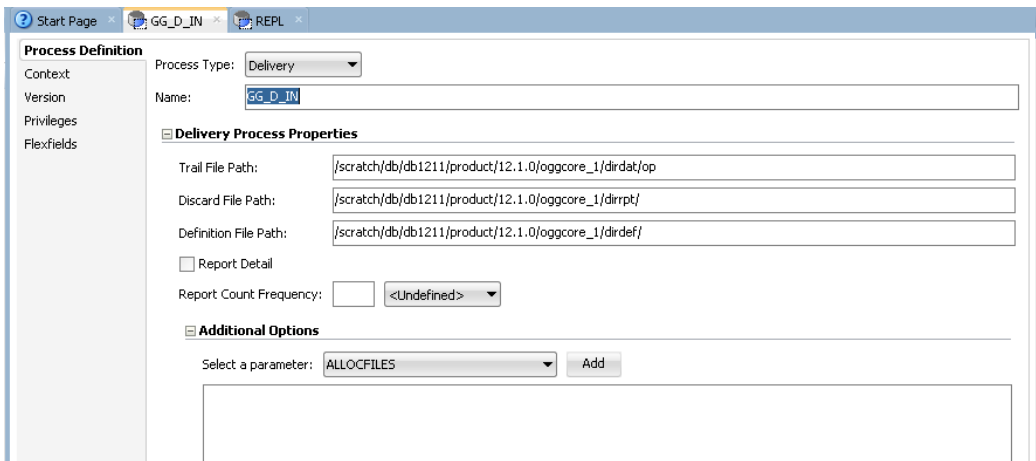 Start Page GG_D_IN REPL
Process Definition
Context
Version
Privileges
Flexfields
Process Type: Delivery
Name: GG_D_IN
Delivery Process Properties
Trail File Path: /scratch/db/db1211/product/12.1.0/oggcore_1/dirdat/op
Discard File Path: /scratch/db/db1211/product/12.1.0/oggcore_1/dirrpt/
Definition File Path: /scratch/db/db1211/product/12.1.0/oggcore_1/dirdef/
Report Detail
Report Count Frequency: <Undefined>
Additional Options
Select a parameter: ALLOCFILES Add